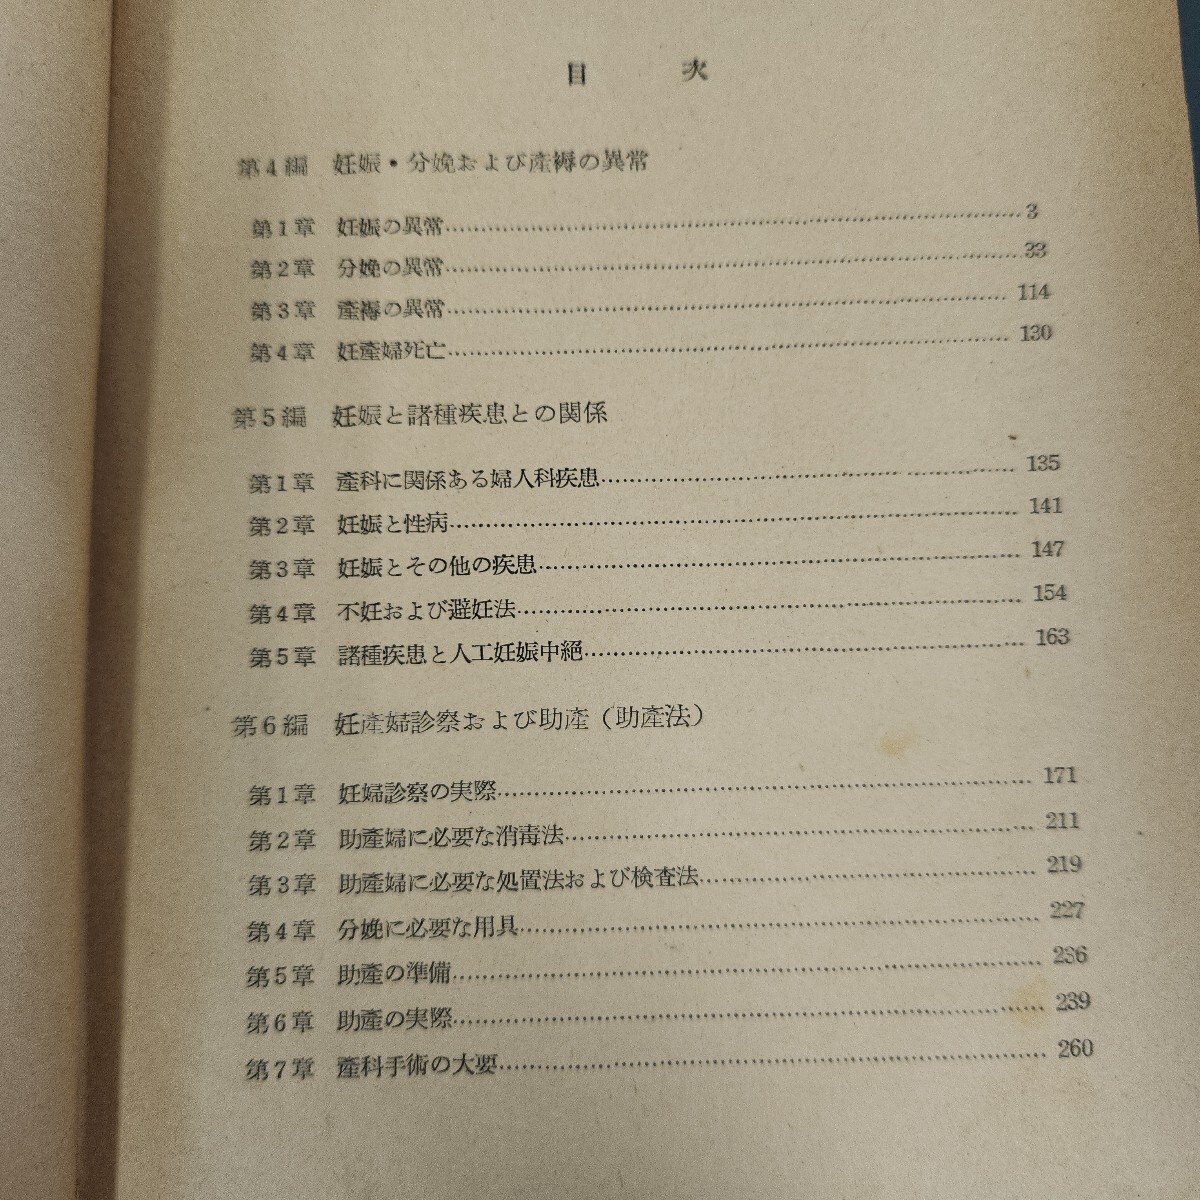 目次
第4編 妊娠・分娩および産褥の異常
第1章 妊娠の異常 3
第2章 分娩の異常 33
第3章 産褥の異常 114
第4章 妊産婦死亡 130
第5編 妊娠と諸種疾患との関係
第1章 産科に関係ある婦人科疾患 135
第2章 妊娠と性病 141
第3章 妊娠とその他の疾患 147
第4章 不妊および避妊法 154
第5章 諸種疾患と人工妊娠中絶 163
第6編 妊産婦診察および助産(助産法)
第1章 妊婦診察の実際 171
第2章 助産婦に必要な消毒法 211
第3章 助産婦に必要な処置法および検査法 219
第4章 分娩に必要な用具 227
第5章 助産の準備 236
第6章 助産の実際 239
第7章 産科手術の大要 260